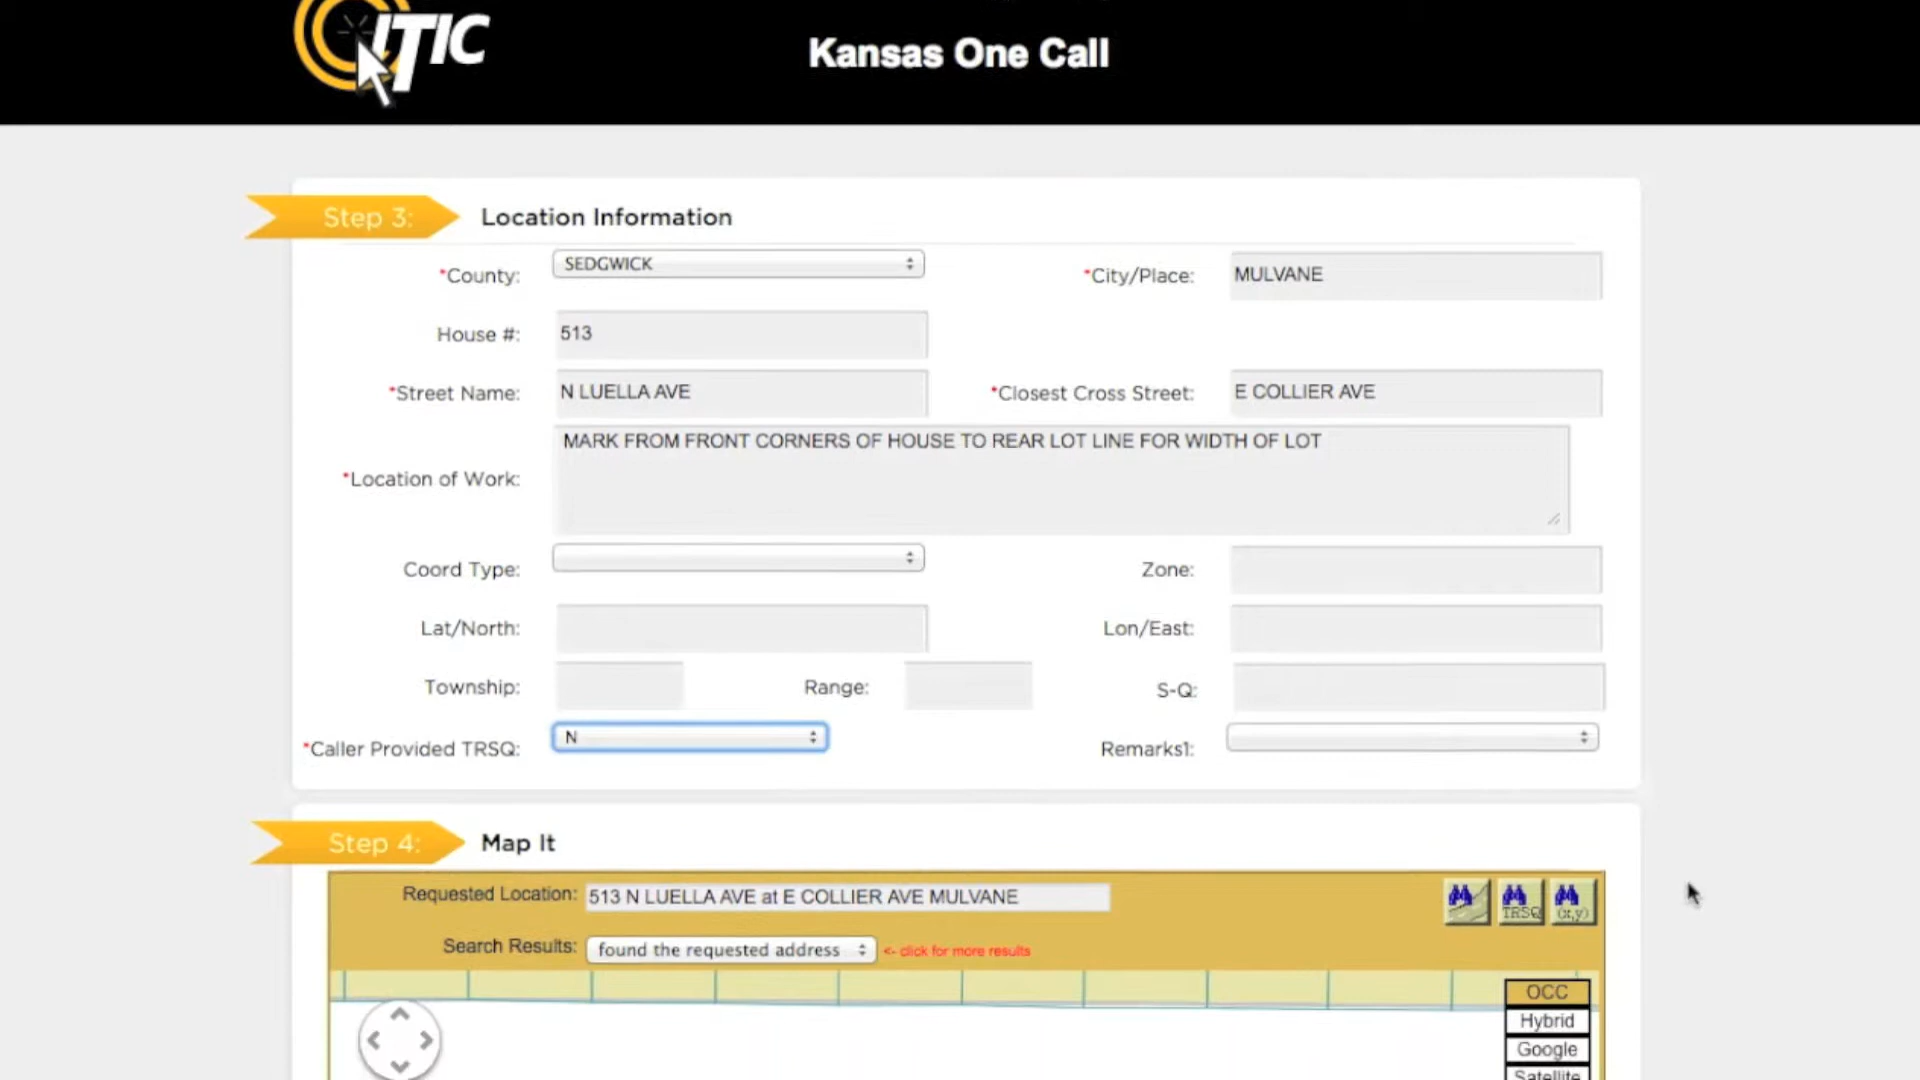 ITIC
Kansas One Call
Step 3:
Location Information
*County: SEDGWICK
*City/Place: MULVANE
House #: 513
*Street Name: N LUELLA AVE
*Closest Cross Street: E COLLIER AVE
*Location of Work: MARK FROM FRONT CORNERS OF HOUSE TO REAR LOT LINE FOR WIDTH OF LOT
Coord Type:
Zone:
Lat/North:
Lon/East:
Township:
Range:
S-Q:
*Caller Provided TRSQ: N
Remarks1:
Step 4:
Map It
Requested Location: 513 N LUELLA AVE at E COLLIER AVE MULVANE
TRSQ
(x,y)
Search Results: found the requested address <- click for more results
OCC
Hybrid
Google
Satellite